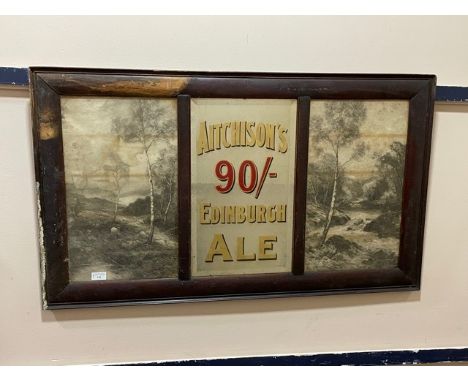 AITCHISON'S
90/-
EDINBURGH
ALE